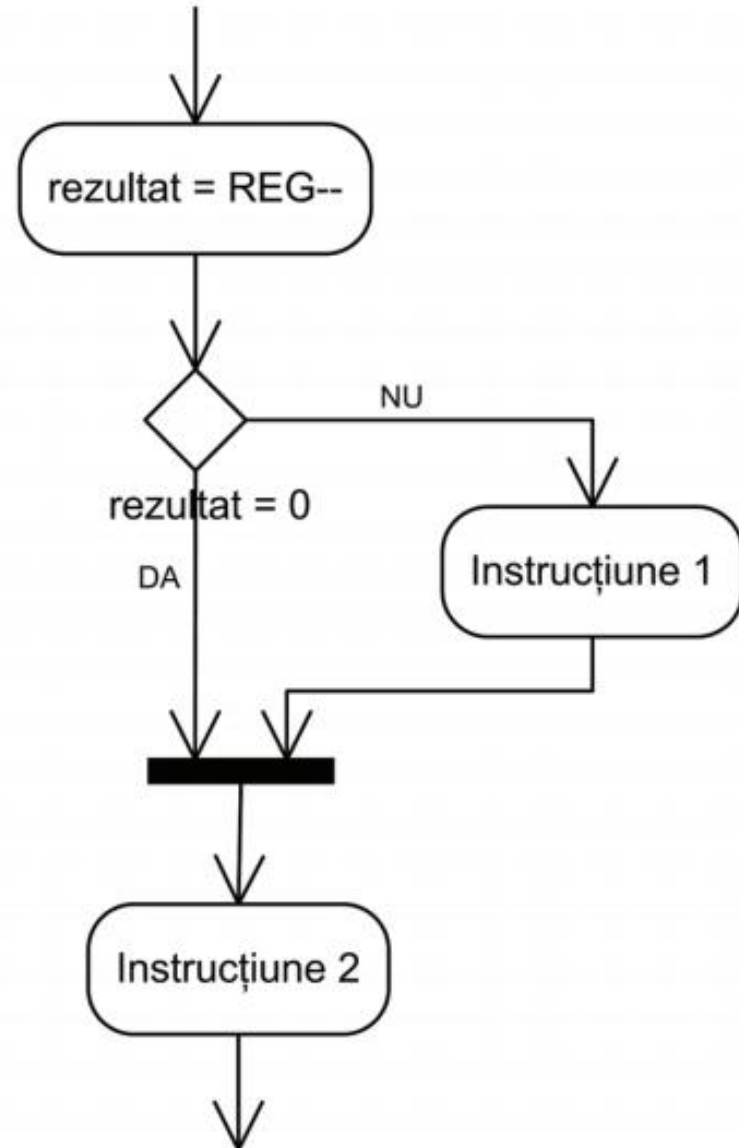 rezultat = REG--
NU
rezultat = 0
DA
Instrucțiune 1
Instrucțiune 2